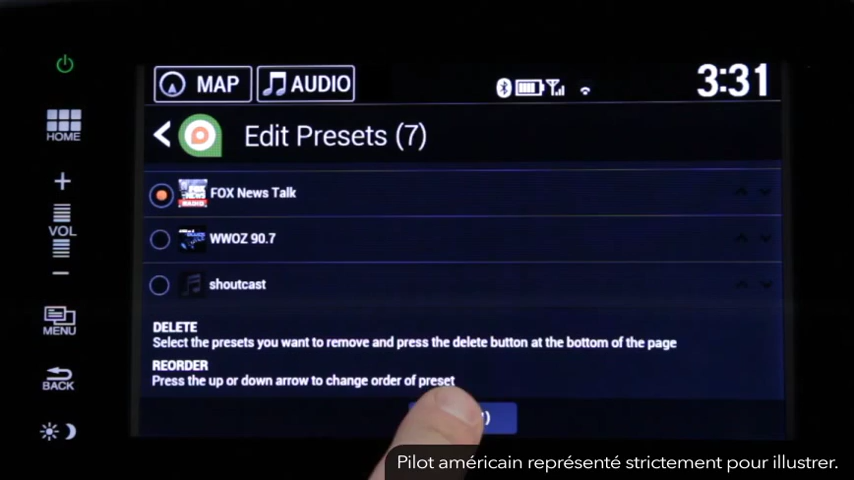 MAP
AUDIO
3:31
HOME
Edit Presets (7)
+
FOX News Talk
VOL
WWOZ 90.7
−
shoutcast
MENU
DELETE
Select the presets you want to remove and press the delete button at the bottom of the page
REORDER
Press the up or down arrow to change order of preset
BACK
Pilot américain représenté strictement pour illustrer.